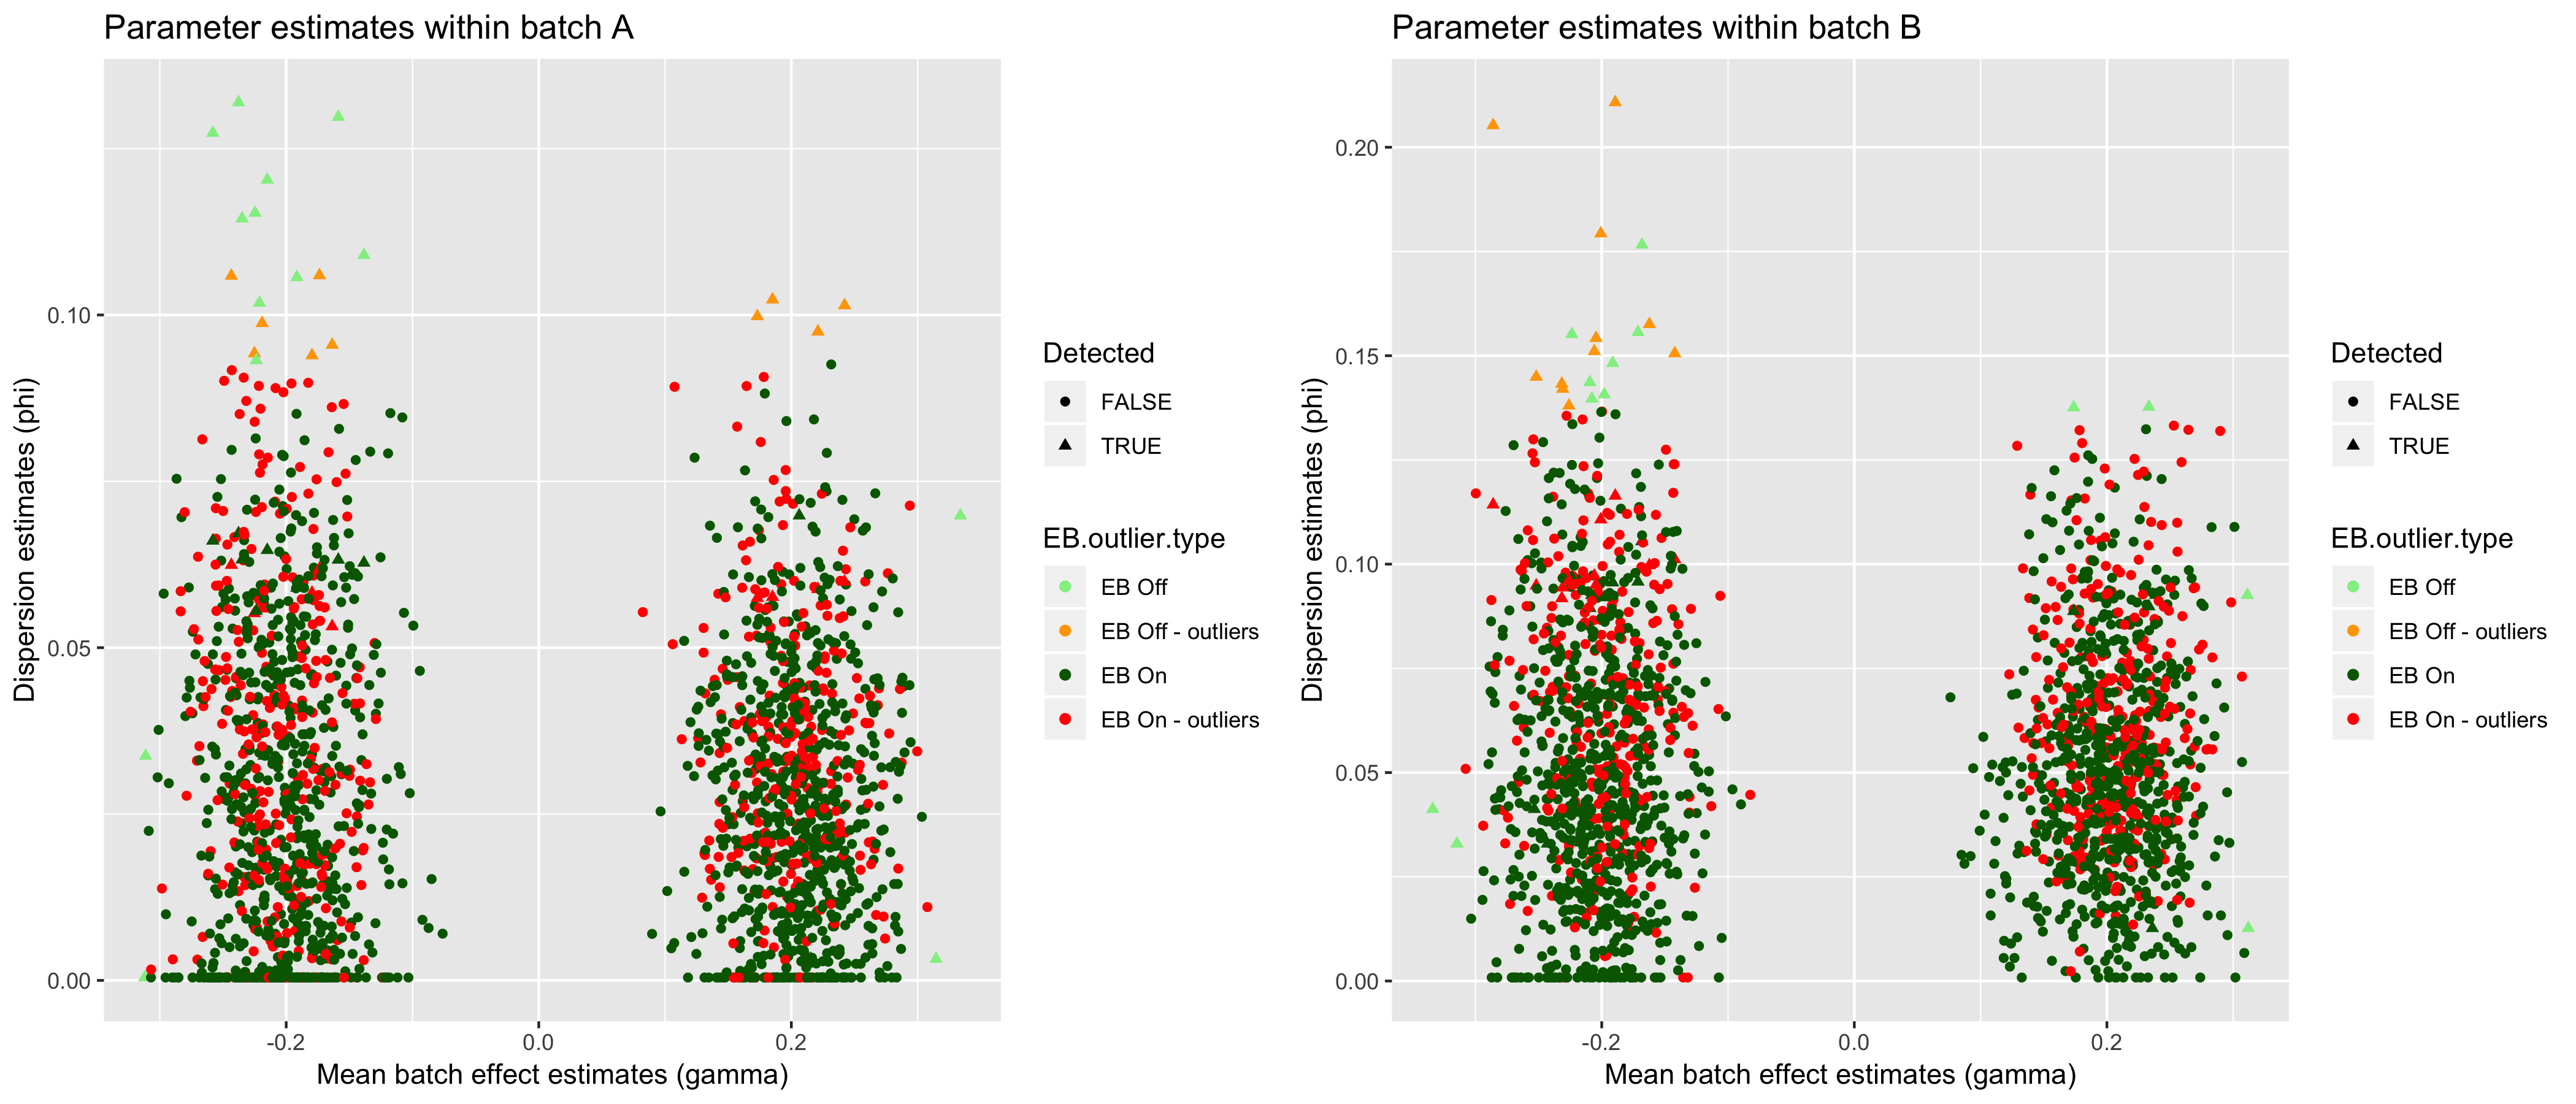 Parameter estimates within batch A
Dispersion estimates (phi)
0.10
0.05
0.00
-0.2
0.0
0.2
Mean batch effect estimates (gamma)
Detected
FALSE
TRUE
EB.outlier.type
EB Off
EB Off - outliers
EB On
EB On - outliers
Parameter estimates within batch B
Dispersion estimates (phi)
0.20
0.15
0.10
0.05
0.00
-0.2
0.0
0.2
Mean batch effect estimates (gamma)
Detected
FALSE
TRUE
EB.outlier.type
EB Off
EB Off - outliers
EB On
EB On - outliers